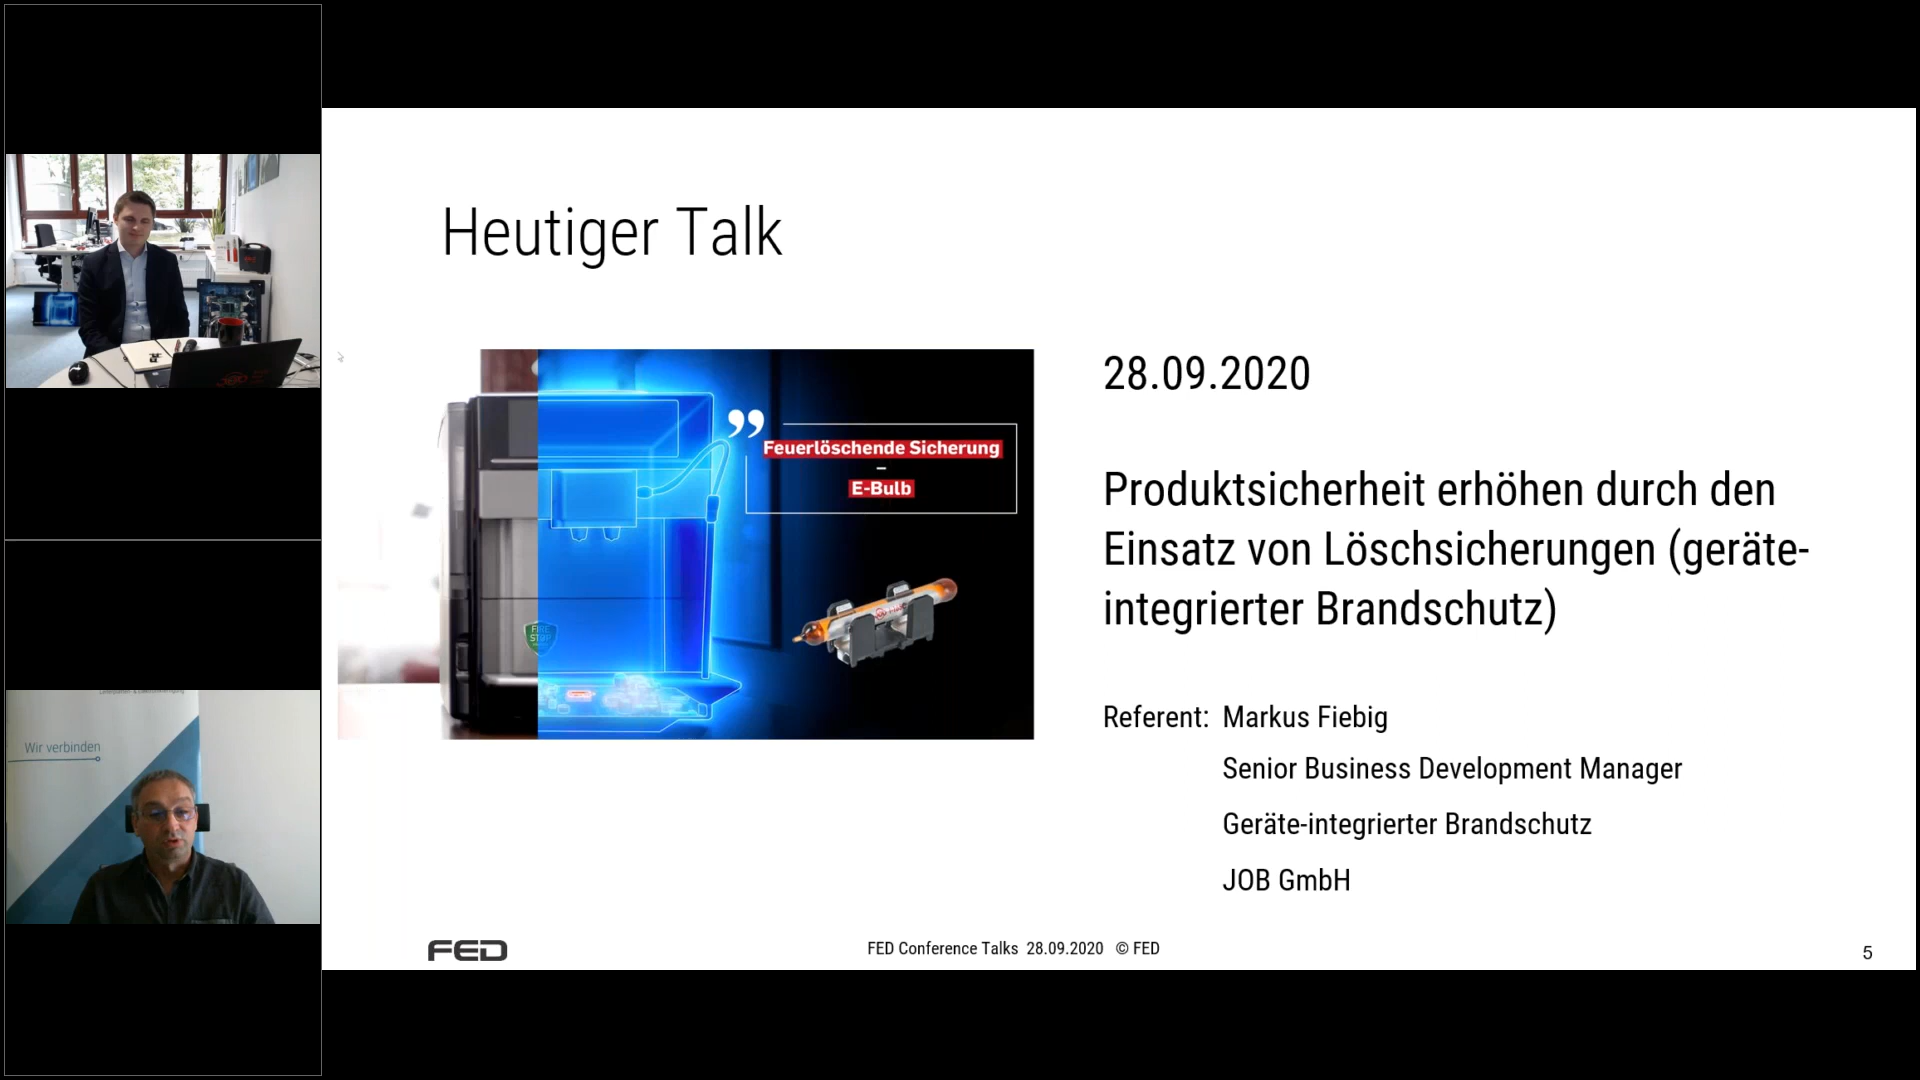 Heutiger Talk
Feuerlöschende Sicherung
–
E-Bulb
FIRE
STOP
28.09.2020
Produktsicherheit erhöhen durch den
Einsatz von Löschsicherungen (geräte-
integrierter Brandschutz)
Referent: Markus Fiebig
Senior Business Development Manager
Geräte-integrierter Brandschutz
JOB GmbH
Wir verbinden
FED
FED Conference Talks 28.09.2020 © FED
5